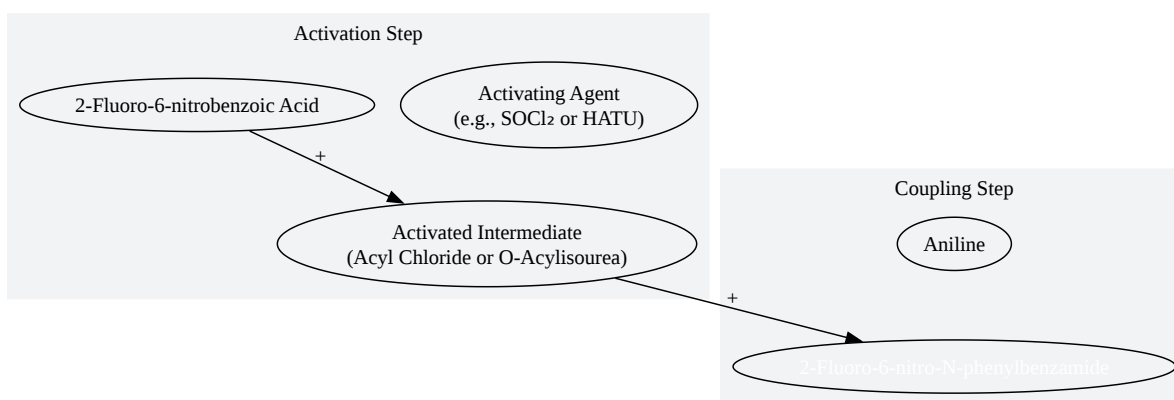 Activation Step
2-Fluoro-6-nitrobenzoic Acid
Activating Agent
(e.g., SOCl₂ or HATU)
+
Activated Intermediate
(Acyl Chloride or O-Acylisourea)
Coupling Step
Aniline
+
2-Fluoro-6-nitro-N-phenylbenzamide